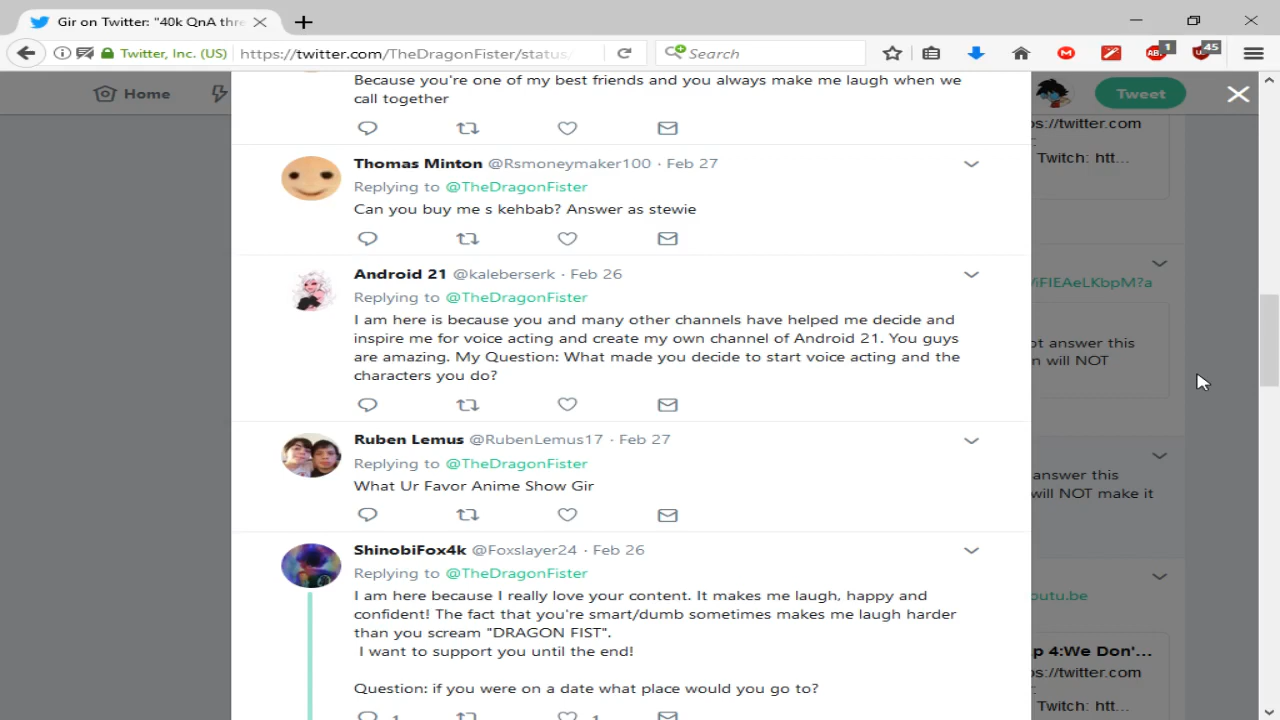 Gir on Twitter: "40k QnA thre
Twitter, Inc. (US)
https://twitter.com/TheDragonFister/status/
Search
1
45
Home
Tweet
Because you're one of my best friends and you always make me laugh when we
call together
Thomas Minton @Rsmoneymaker100 · Feb 27
Replying to @TheDragonFister
Can you buy me s kehbab? Answer as stewie
Android 21 @kaleberserk · Feb 26
Replying to @TheDragonFister
I am here is because you and many other channels have helped me decide and
inspire me for voice acting and create my own channel of Android 21. You guys
are amazing. My Question: What made you decide to start voice acting and the
characters you do?
Ruben Lemus @RubenLemus17 · Feb 27
Replying to @TheDragonFister
What Ur Favor Anime Show Gir
ShinobiFox4k @Foxslayer24 · Feb 26
Replying to @TheDragonFister
I am here because I really love your content. It makes me laugh, happy and
confident! The fact that you're smart/dumb sometimes makes me laugh harder
than you scream "DRAGON FIST".
I want to support you until the end!
Question: if you were on a date what place would you go to?
1 1
ps://twitter.com
Twitch: htt...
/iFIEAeLKbpM?a
ot answer this
n will NOT
answer this
will NOT make it
outu.be
p 4:We Don'...
ps://twitter.com
Twitch: htt...